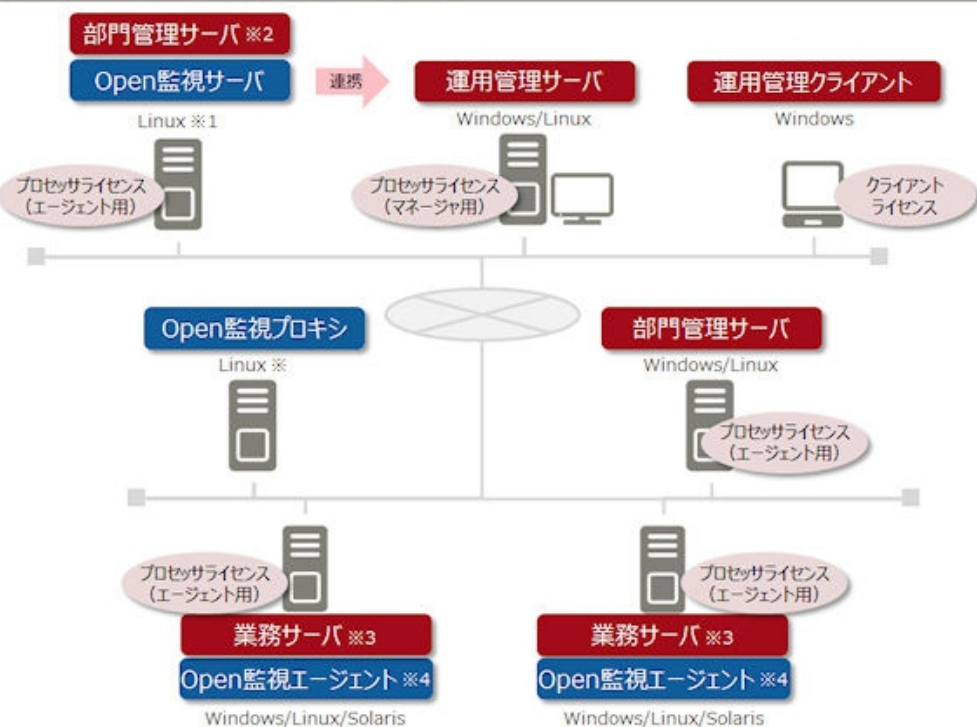 部門管理サーバ ※2
Open監視サーバ
連携
運用管理サーバ
運用管理クライアント
Linux ※1
Windows/Linux
Windows
プロセッサライセンス
（エージェント用）
プロセッサライセンス
（マネージャ用）
クライアント
ライセンス
Open監視プロキシ
部門管理サーバ
Linux ※
Windows/Linux
プロセッサライセンス
（エージェント用）
プロセッサライセンス
（エージェント用）
プロセッサライセンス
（エージェント用）
業務サーバ ※3
Open監視エージェント ※4
Windows/Linux/Solaris
業務サーバ ※3
Open監視エージェント ※4
Windows/Linux/Solaris